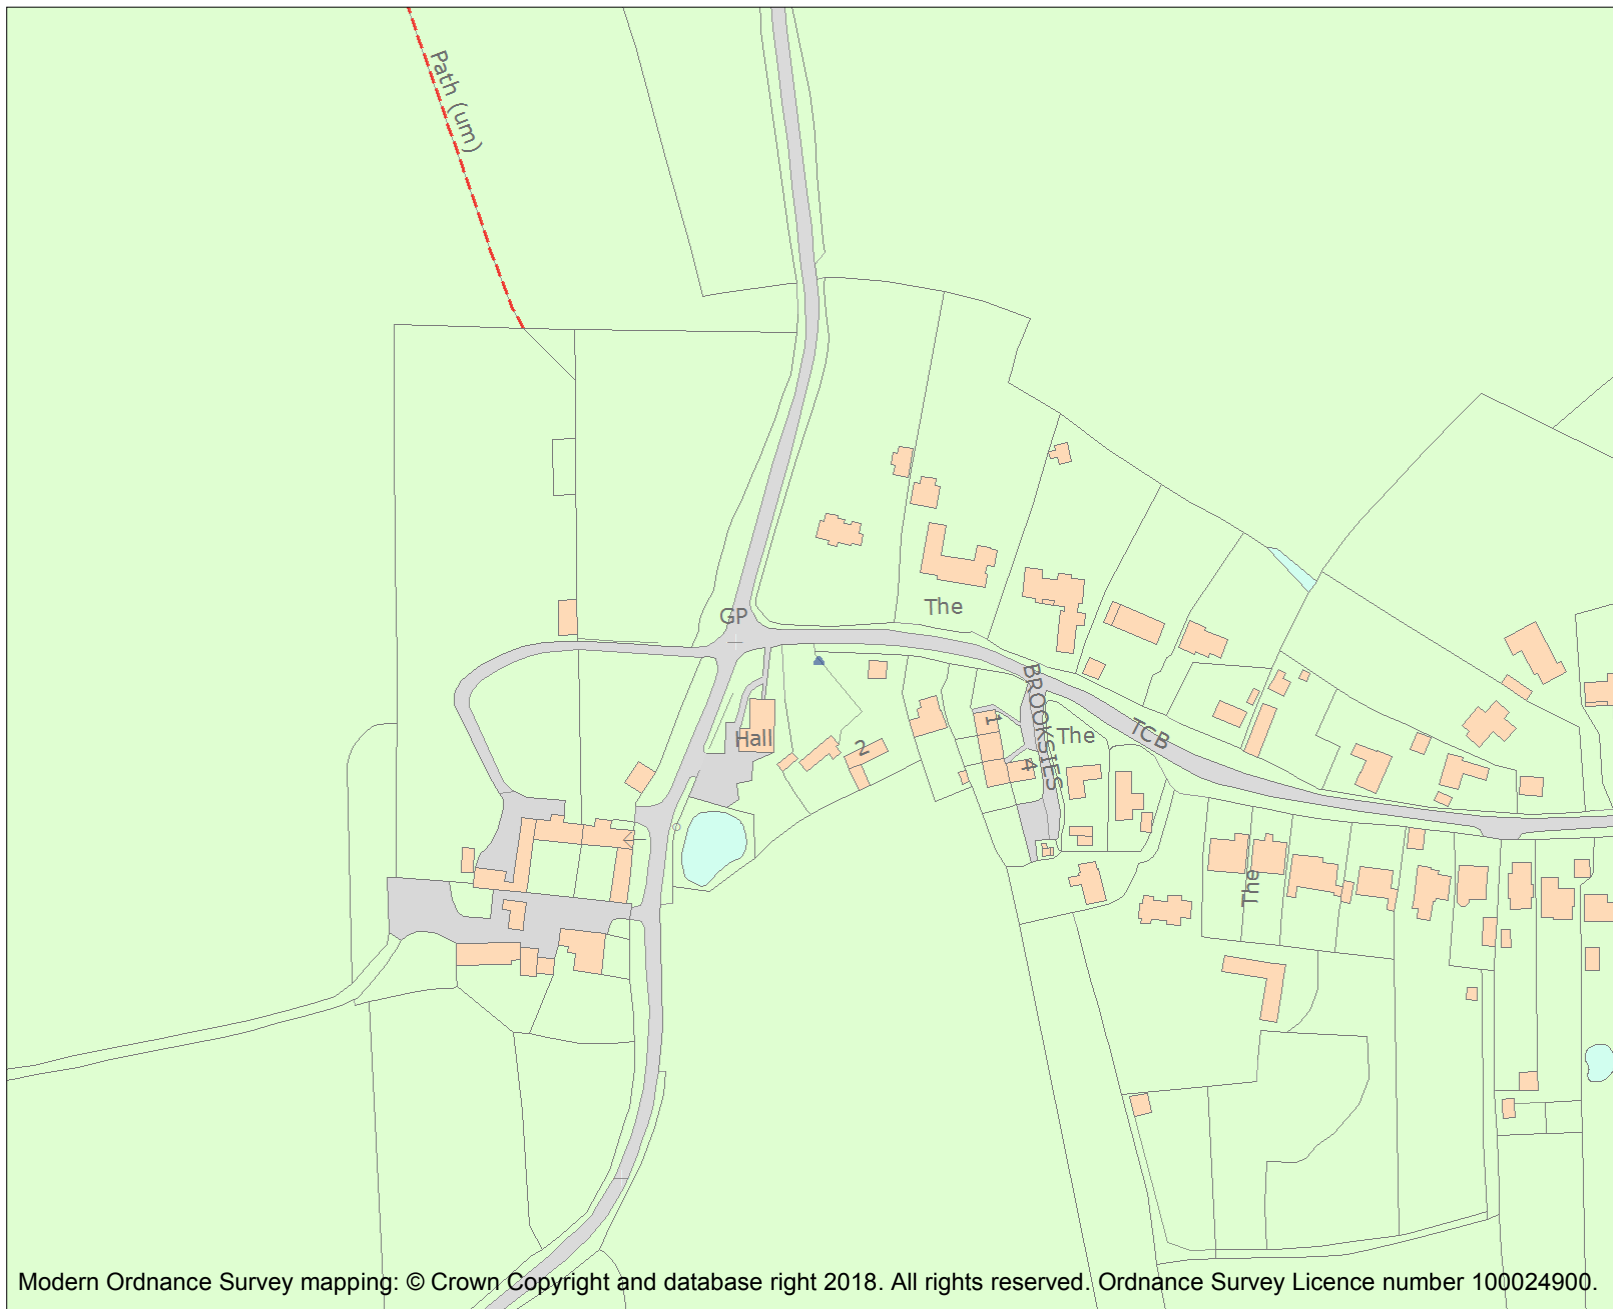 Path (um)
GP
The
BROOKSIES
TCB
The
1
Hall
2
4
The
Modern Ordnance Survey mapping: © Crown Copyright and database right 2018. All rights reserved. Ordnance Survey Licence number 100024900.